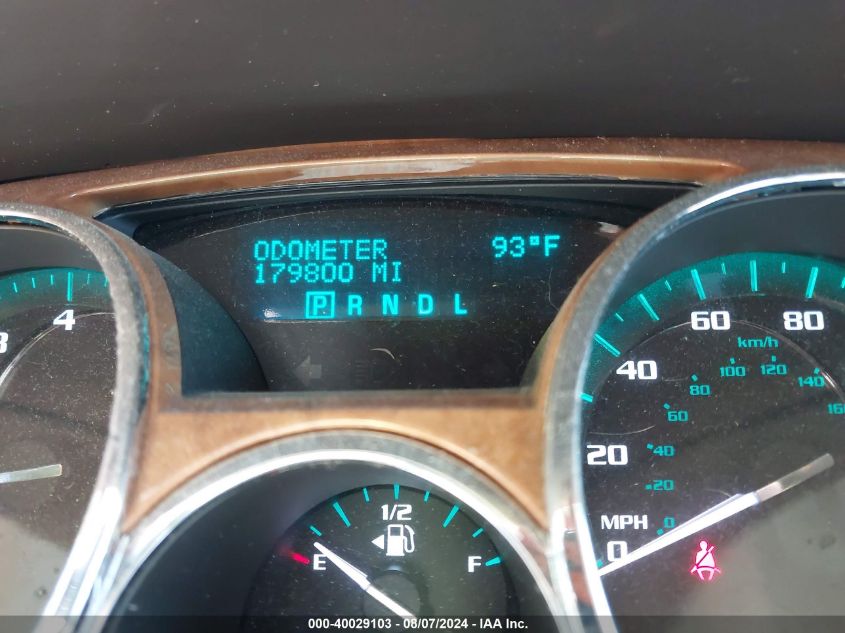 ODOMETER 93°F
179800 MI
P R N D L
3 4
0 20 40 60 80
MPH
km/h
0 20 40 60 80 100 120 140 160
1/2
E F
000-40029103 - 08/07/2024 - IAA Inc.